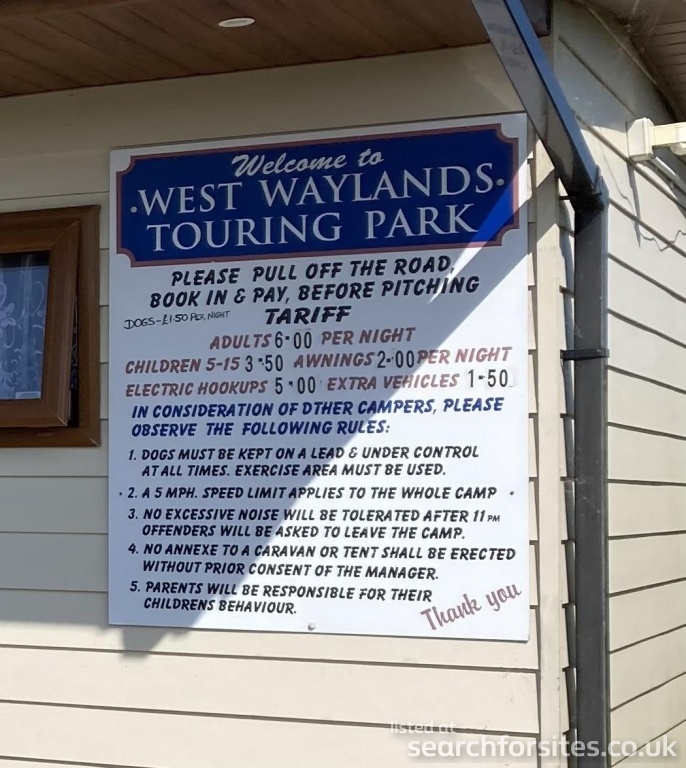 Welcome to
·WEST WAYLANDS·
TOURING PARK
PLEASE PULL OFF THE ROAD,
BOOK IN & PAY, BEFORE PITCHING
DOGS-£1·50 PER NIGHT TARIFF
ADULTS 6·00 PER NIGHT
CHILDREN 5-15 3·50 AWNINGS 2·00 PER NIGHT
ELECTRIC HOOKUPS 5·00 EXTRA VEHICLES 1-50
IN CONSIDERATION OF OTHER CAMPERS, PLEASE
OBSERVE THE FOLLOWING RULES:
1. DOGS MUST BE KEPT ON A LEAD & UNDER CONTROL
AT ALL TIMES. EXERCISE AREA MUST BE USED.
2. A 5 MPH. SPEED LIMIT APPLIES TO THE WHOLE CAMP
3. NO EXCESSIVE NOISE WILL BE TOLERATED AFTER 11 PM
OFFENDERS WILL BE ASKED TO LEAVE THE CAMP.
4. NO ANNEXE TO A CARAVAN OR TENT SHALL BE ERECTED
WITHOUT PRIOR CONSENT OF THE MANAGER.
5. PARENTS WILL BE RESPONSIBLE FOR THEIR
CHILDRENS BEHAVIOUR.
Thank you
listed at
searchforsites.co.uk